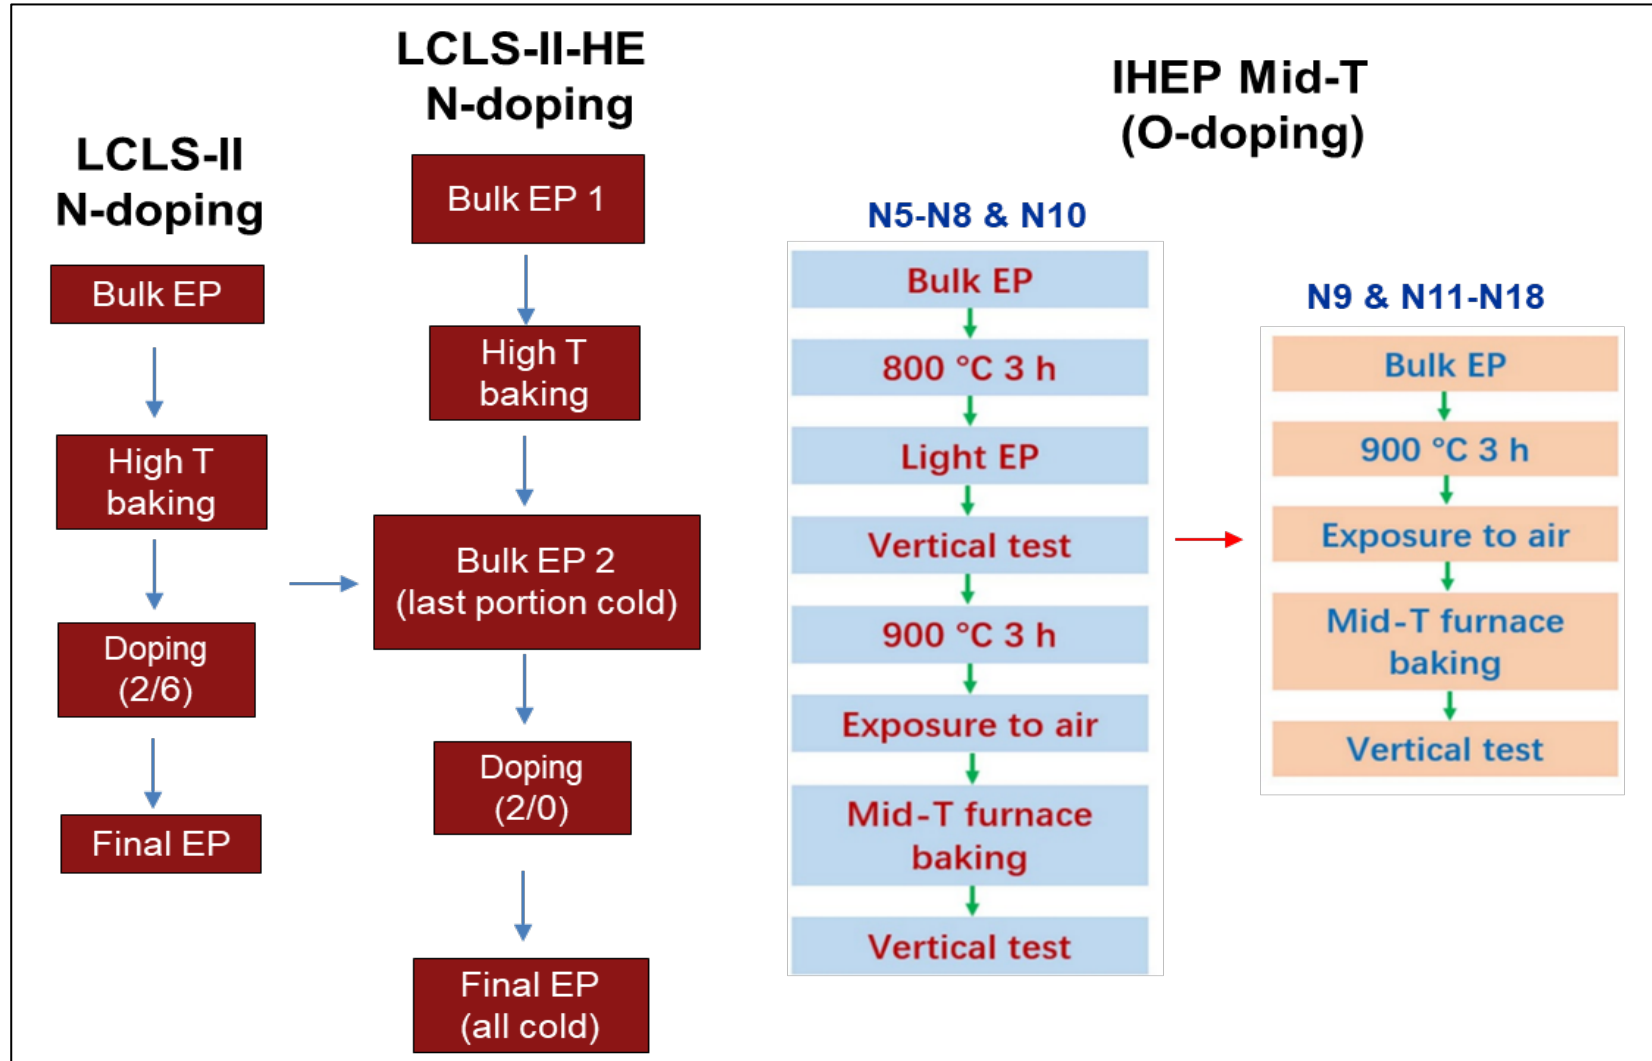 LCLS-II
N-doping
Bulk EP
High T
baking
Doping
(2/6)
Final EP
LCLS-II-HE
N-doping
Bulk EP 1
High T
baking
Bulk EP 2
(last portion cold)
Doping
(2/0)
Final EP
(all cold)
IHEP Mid-T
(O-doping)
N5-N8 & N10
Bulk EP
800 °C 3 h
Light EP
Vertical test
900 °C 3 h
Exposure to air
Mid-T furnace
baking
Vertical test
N9 & N11-N18
Bulk EP
900 °C 3 h
Exposure to air
Mid-T furnace
baking
Vertical test